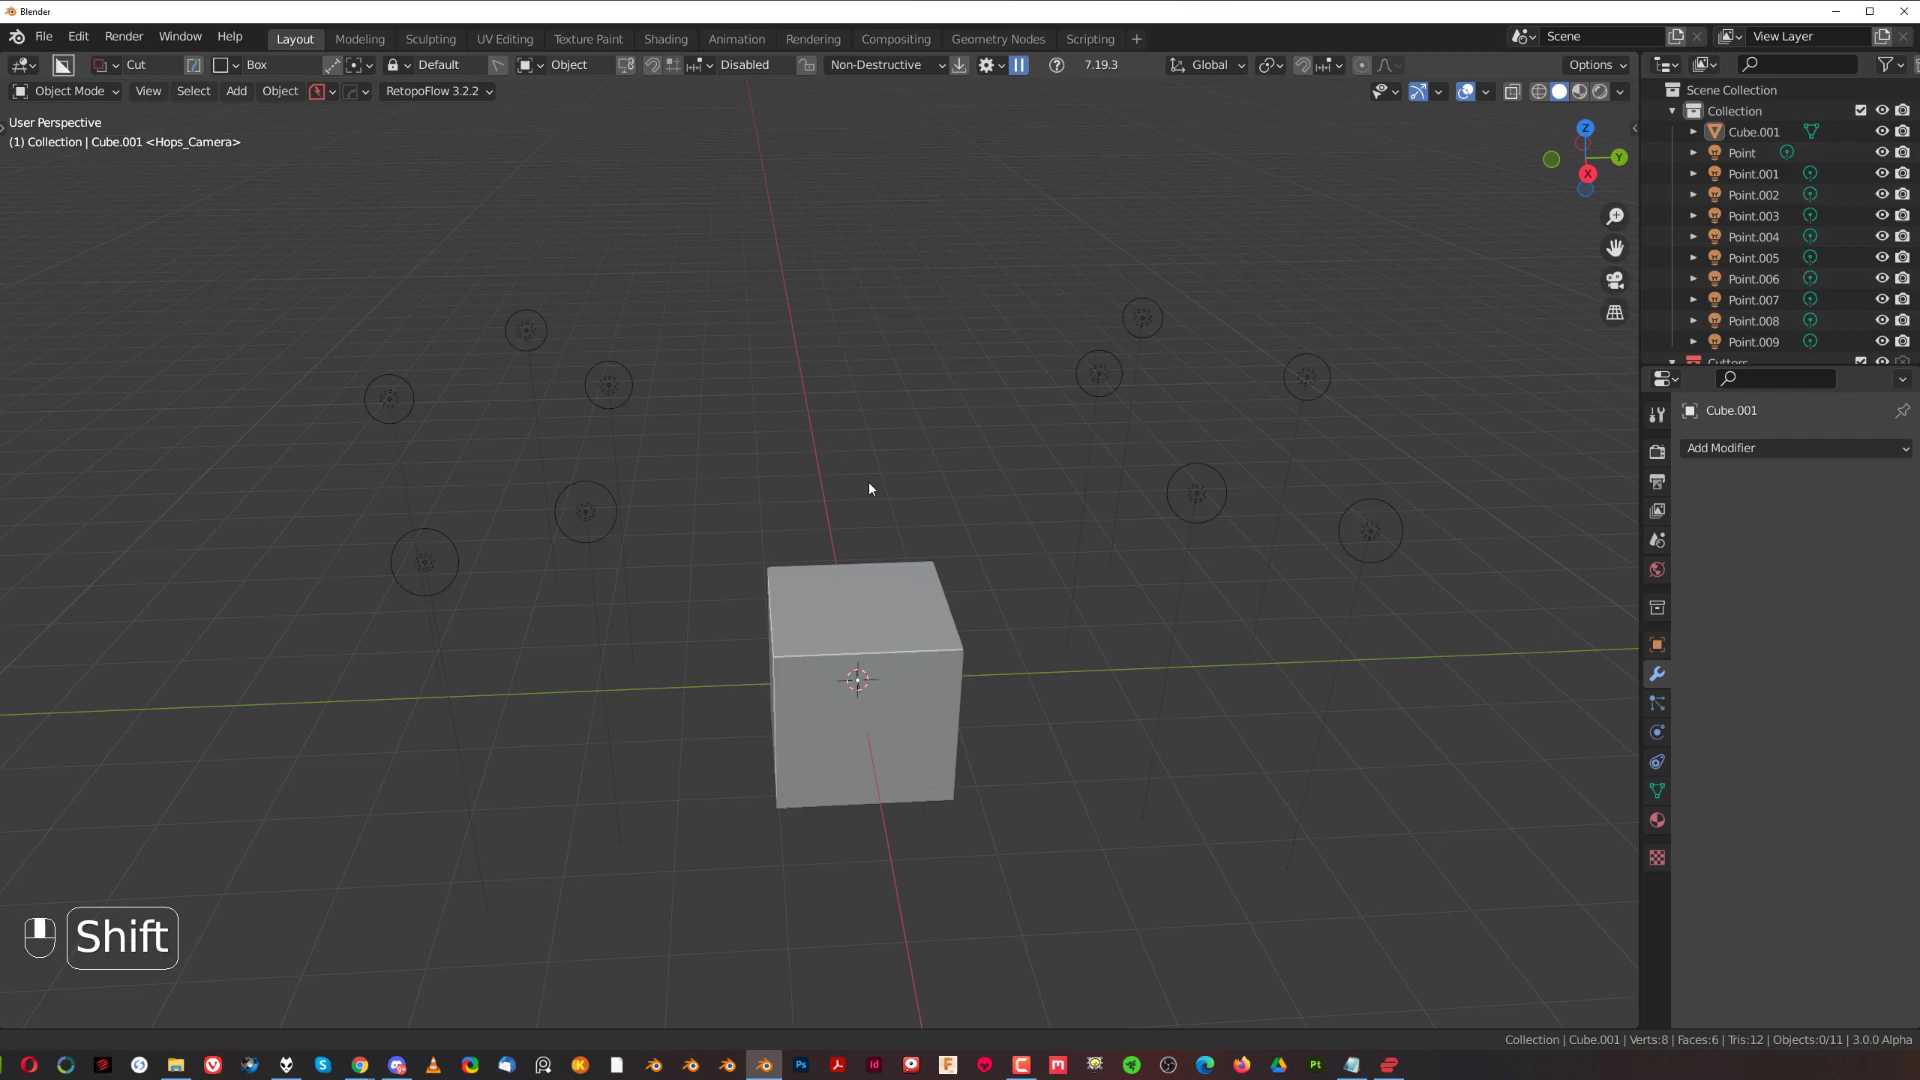 Blender
File Edit Render Window Help Layout Modeling Sculpting UV Editing Texture Paint Shading Animation Rendering Compositing Geometry Nodes Scripting + Scene View Layer
Cut Box Default Object Disabled Non-Destructive 7.19.3 Global Options
Object Mode View Select Add Object RetopoFlow 3.2.2
User Perspective
(1) Collection | Cube.001 <Hops_Camera>
Z
Y
X
Scene Collection
Collection
Cube.001
Point
Point.001
Point.002
Point.003
Point.004
Point.005
Point.006
Point.007
Point.008
Point.009
Cutters
Cube.001
Add Modifier
Shift
Collection | Cube.001 | Verts:8 | Faces:6 | Tris:12 | Objects:0/11 | 3.0.0 Alpha
Ps Id F m Pt